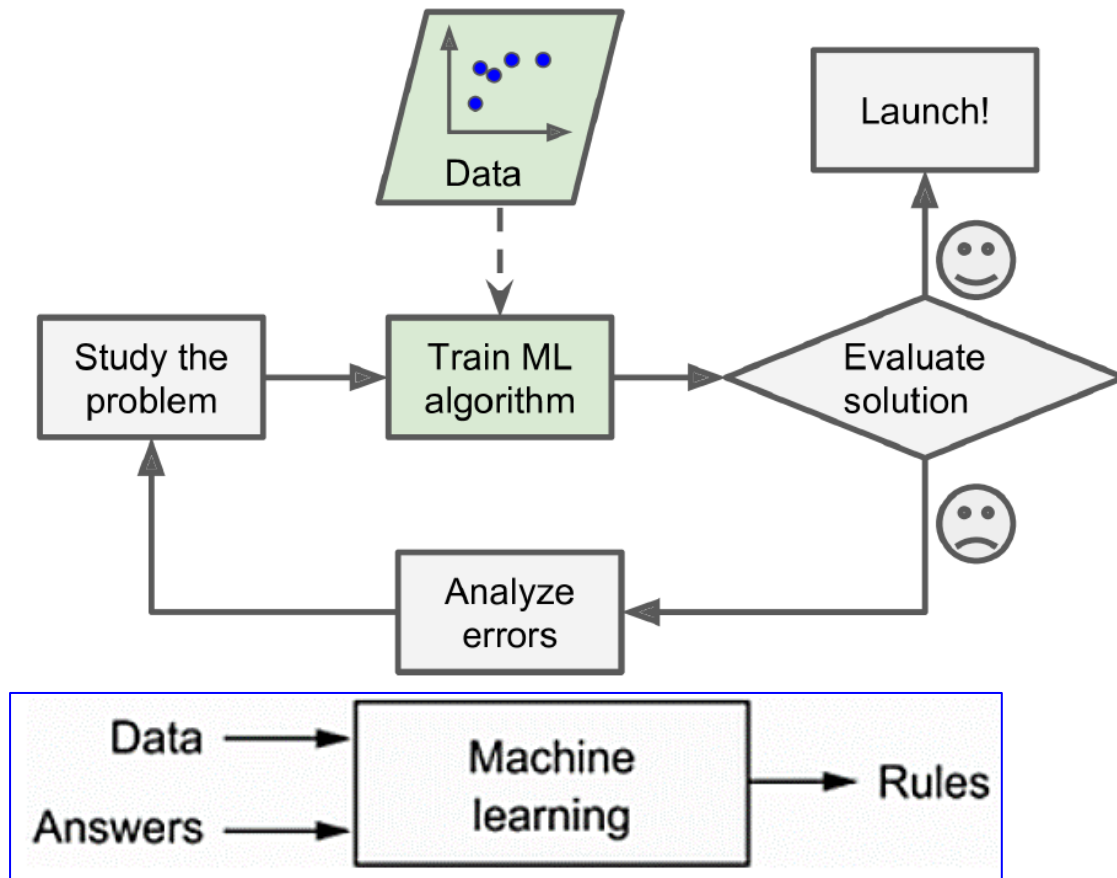 Data
Launch!
Study the
problem
Train ML
algorithm
Evaluate
solution
Analyze
errors
Data
Answers
Machine
learning
Rules